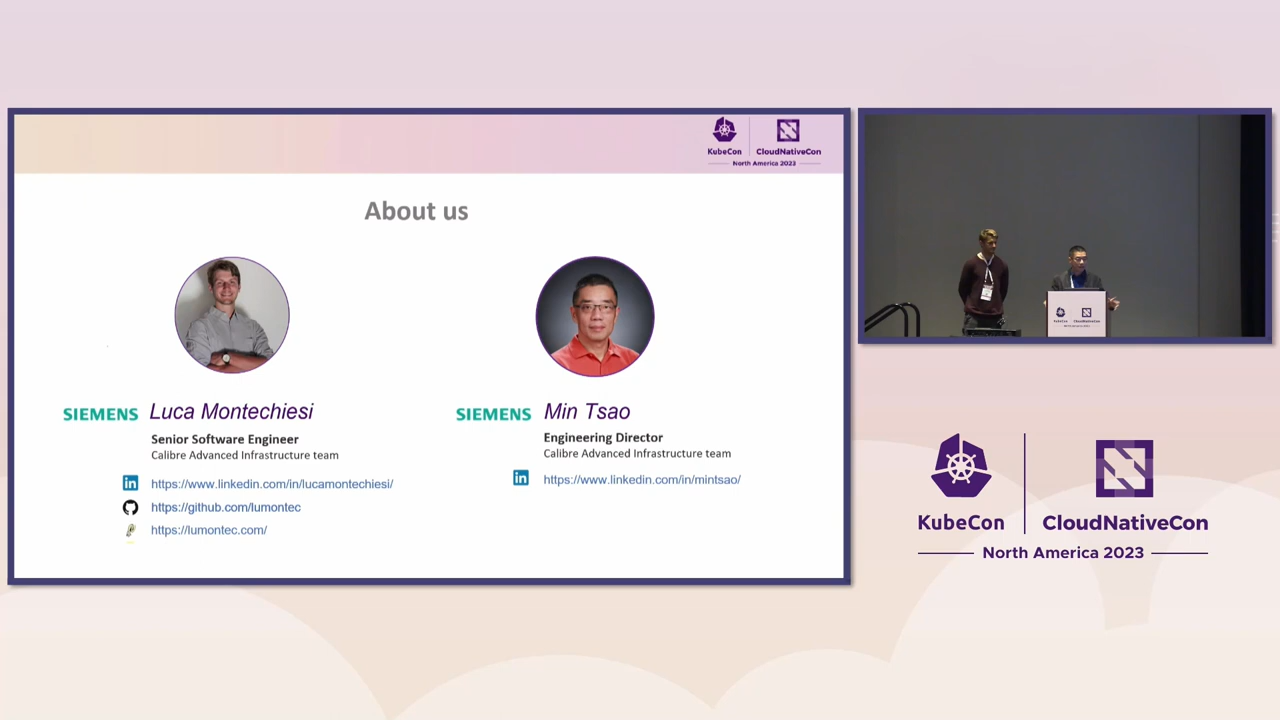 KubeCon
CloudNativeCon
North America 2023
About us
SIEMENS Luca Montechiesi
Senior Software Engineer
Calibre Advanced Infrastructure team
https://www.linkedin.com/in/lucamontechiesi/
https://github.com/lumontec
https://lumontec.com/
SIEMENS Min Tsao
Engineering Director
Calibre Advanced Infrastructure team
https://www.linkedin.com/in/mintsao/
KubeCon
CloudNativeCon
KubeCon
CloudNativeCon
North America 2023